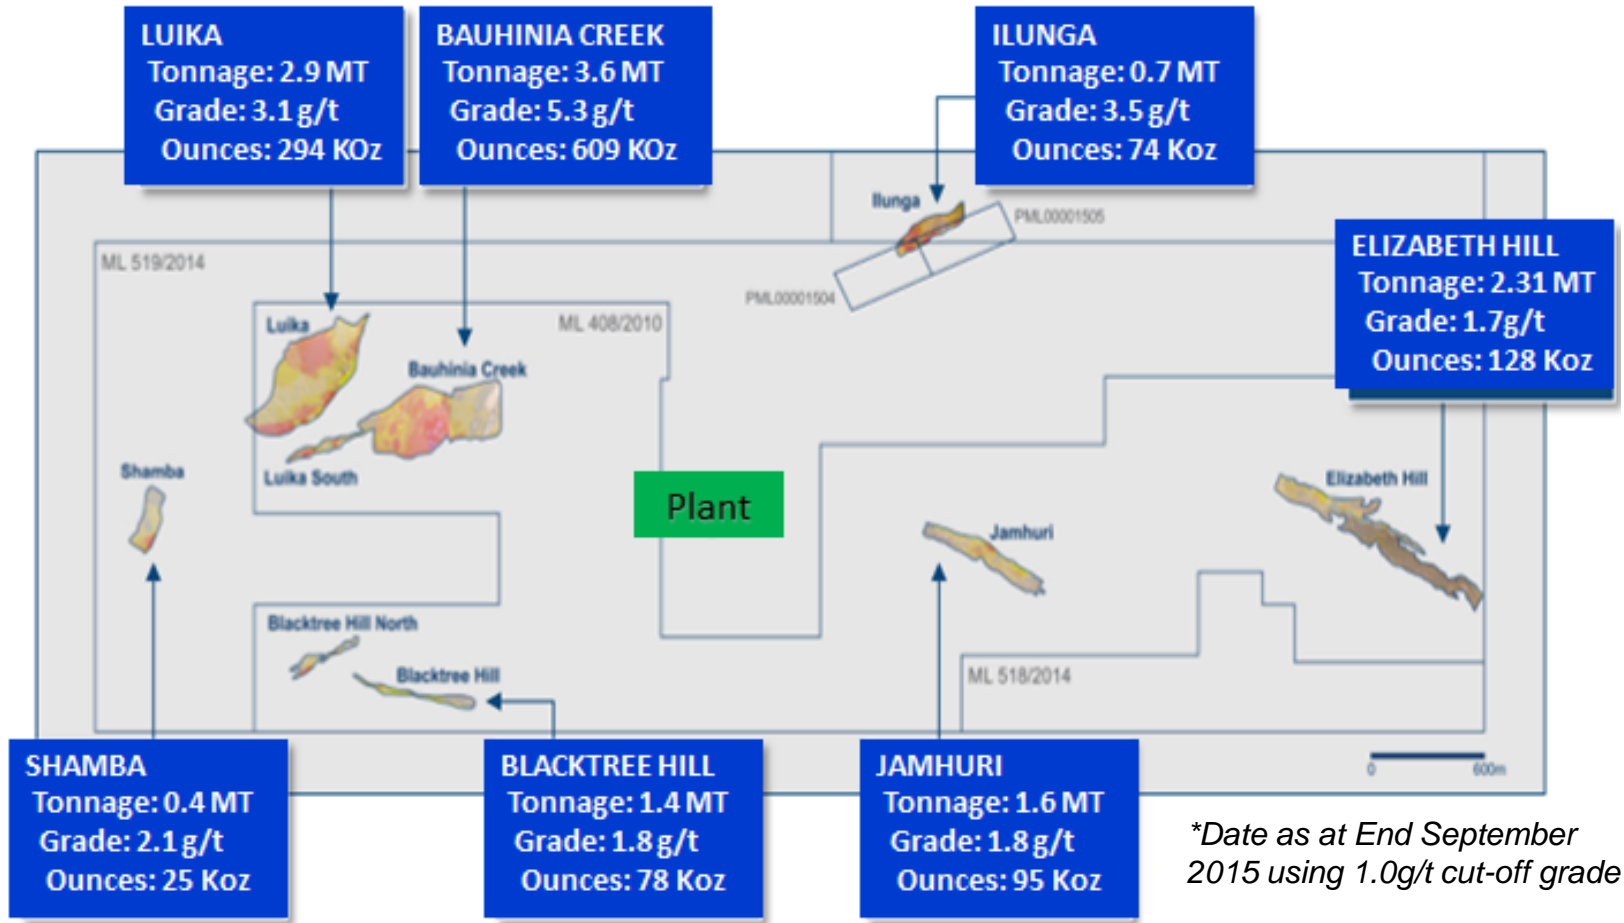 LUIKA
Tonnage: 2.9 MT
Grade: 3.1 g/t
Ounces: 294 KOz
BAUHINIA CREEK
Tonnage: 3.6 MT
Grade: 5.3 g/t
Ounces: 609 KOz
ILUNGA
Tonnage: 0.7 MT
Grade: 3.5 g/t
Ounces: 74 Koz
ELIZABETH HILL
Tonnage: 2.31 MT
Grade: 1.7g/t
Ounces: 128 Koz
Ilunga
PML00001505
ML 519/2014
PML00001504
Luika
ML 408/2010
Bauhinia Creek
Luika South
Shamba
Plant
Elizabeth Hill
Jamhuri
Blacktree Hill North
Blacktree Hill
ML 518/2014
0 600m
SHAMBA
Tonnage: 0.4 MT
Grade: 2.1 g/t
Ounces: 25 Koz
BLACKTREE HILL
Tonnage: 1.4 MT
Grade: 1.8 g/t
Ounces: 78 Koz
JAMHURI
Tonnage: 1.6 MT
Grade: 1.8 g/t
Ounces: 95 Koz
*Date as at End September
2015 using 1.0g/t cut-off grade